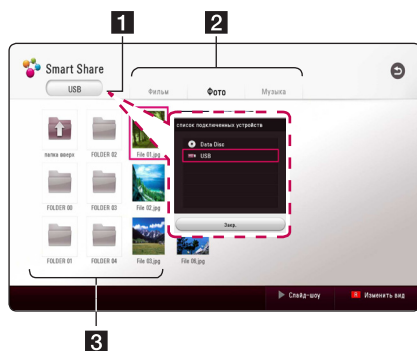 1
2
Smart Share
USB
Фильм
Фото
Музыка
список подключенных устройств
Data Disc
USB
Закр.
папка вверх
FOLDER 02
File 01.jpg
FOLDER 00
FOLDER 03
File 02.jpg
FOLDER 01
FOLDER 04
File 03.jpg
File 08.jpg
Слайд-шоу
Изменить вид
3